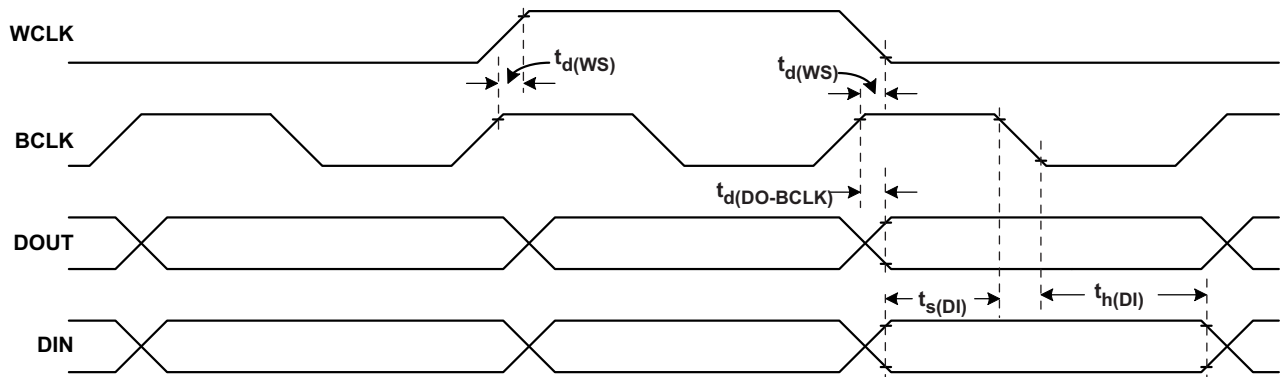 WCLK
td(WS)
td(WS)
BCLK
td(DO-BCLK)
DOUT
ts(DI)
th(DI)
DIN